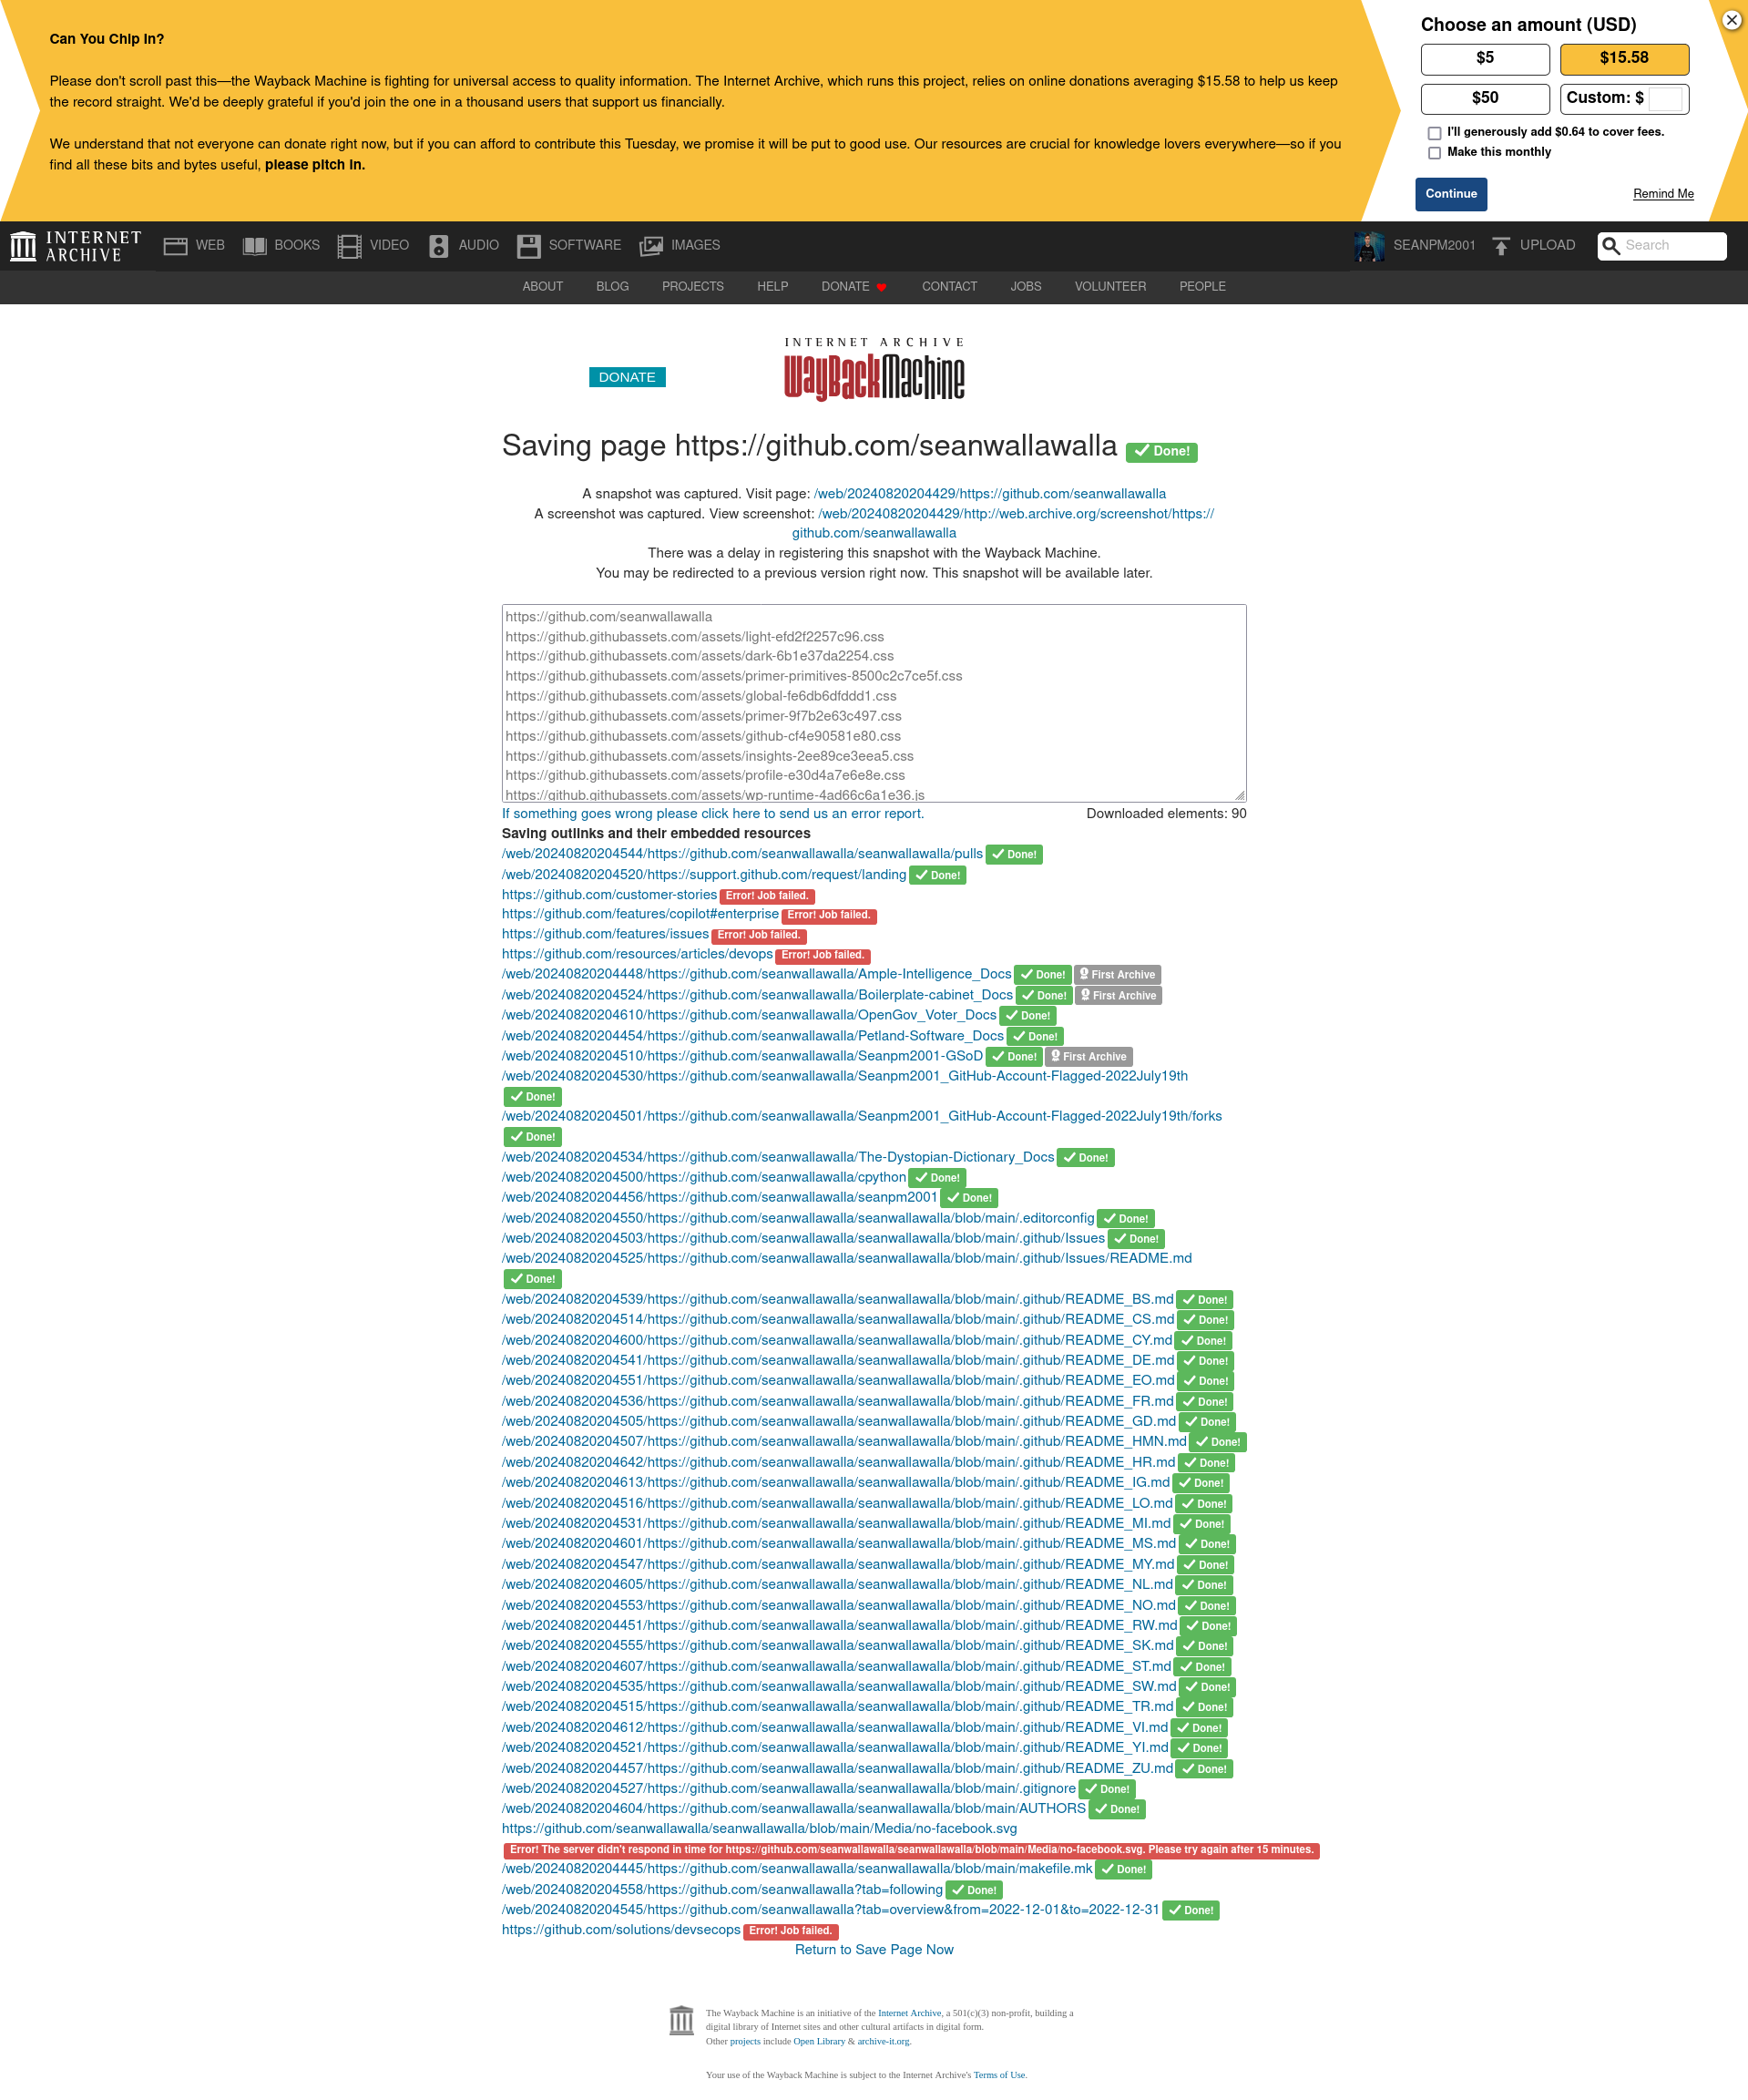 Can You Chip In?
Please don't scroll past this—the Wayback Machine is fighting for universal access to quality information. The Internet Archive, which runs this project, relies on online donations averaging $15.58 to help us keep
the record straight. We'd be deeply grateful if you'd join the one in a thousand users that support us financially.
We understand that not everyone can donate right now, but if you can afford to contribute this Tuesday, we promise it will be put to good use. Our resources are crucial for knowledge lovers everywhere—so if you
find all these bits and bytes useful, please pitch in.
Choose an amount (USD)
$5 $15.58
$50 Custom: $
I'll generously add $0.64 to cover fees.
Make this monthly
Continue Remind Me
INTERNET ARCHIVE WEB BOOKS VIDEO AUDIO SOFTWARE IMAGES SEANPM2001 UPLOAD Search
ABOUT BLOG PROJECTS HELP DONATE CONTACT JOBS VOLUNTEER PEOPLE
INTERNET ARCHIVE
DONATE WayBackMachine
Saving page https://github.com/seanwallawalla Done!
A snapshot was captured. Visit page: /web/20240820204429/https://github.com/seanwallawalla
A screenshot was captured. View screenshot: /web/20240820204429/http://web.archive.org/screenshot/https://
github.com/seanwallawalla
There was a delay in registering this snapshot with the Wayback Machine.
You may be redirected to a previous version right now. This snapshot will be available later.
https://github.com/seanwallawalla
https://github.githubassets.com/assets/light-efd2f2257c96.css
https://github.githubassets.com/assets/dark-6b1e37da2254.css
https://github.githubassets.com/assets/primer-primitives-8500c2c7ce5f.css
https://github.githubassets.com/assets/global-fe6db6dfddd1.css
https://github.githubassets.com/assets/primer-9f7b2e63c497.css
https://github.githubassets.com/assets/github-cf4e90581e80.css
https://github.githubassets.com/assets/insights-2ee89ce3eea5.css
https://github.githubassets.com/assets/profile-e30d4a7e6e8e.css
https://github.githubassets.com/assets/wp-runtime-4ad66c6a1e36.js
If something goes wrong please click here to send us an error report. Downloaded elements: 90
Saving outlinks and their embedded resources
/web/20240820204544/https://github.com/seanwallawalla/seanwallawalla/pulls Done!
/web/20240820204520/https://support.github.com/request/landing Done!
https://github.com/customer-stories Error! Job failed.
https://github.com/features/copilot#enterprise Error! Job failed.
https://github.com/features/issues Error! Job failed.
https://github.com/resources/articles/devops Error! Job failed.
/web/20240820204448/https://github.com/seanwallawalla/Ample-Intelligence_Docs Done! First Archive
/web/20240820204524/https://github.com/seanwallawalla/Boilerplate-cabinet_Docs Done! First Archive
/web/20240820204610/https://github.com/seanwallawalla/OpenGov_Voter_Docs Done!
/web/20240820204454/https://github.com/seanwallawalla/Petland-Software_Docs Done!
/web/20240820204510/https://github.com/seanwallawalla/Seanpm2001-GSoD Done! First Archive
/web/20240820204530/https://github.com/seanwallawalla/Seanpm2001_GitHub-Account-Flagged-2022July19th
Done!
/web/20240820204501/https://github.com/seanwallawalla/Seanpm2001_GitHub-Account-Flagged-2022July19th/forks
Done!
/web/20240820204534/https://github.com/seanwallawalla/The-Dystopian-Dictionary_Docs Done!
/web/20240820204500/https://github.com/seanwallawalla/cpython Done!
/web/20240820204456/https://github.com/seanwallawalla/seanpm2001 Done!
/web/20240820204550/https://github.com/seanwallawalla/seanwallawalla/blob/main/.editorconfig Done!
/web/20240820204503/https://github.com/seanwallawalla/seanwallawalla/blob/main/.github/Issues Done!
/web/20240820204525/https://github.com/seanwallawalla/seanwallawalla/blob/main/.github/Issues/README.md
Done!
/web/20240820204539/https://github.com/seanwallawalla/seanwallawalla/blob/main/.github/README_BS.md Done!
/web/20240820204514/https://github.com/seanwallawalla/seanwallawalla/blob/main/.github/README_CS.md Done!
/web/20240820204600/https://github.com/seanwallawalla/seanwallawalla/blob/main/.github/README_CY.md Done!
/web/20240820204541/https://github.com/seanwallawalla/seanwallawalla/blob/main/.github/README_DE.md Done!
/web/20240820204551/https://github.com/seanwallawalla/seanwallawalla/blob/main/.github/README_EO.md Done!
/web/20240820204536/https://github.com/seanwallawalla/seanwallawalla/blob/main/.github/README_FR.md Done!
/web/20240820204505/https://github.com/seanwallawalla/seanwallawalla/blob/main/.github/README_GD.md Done!
/web/20240820204507/https://github.com/seanwallawalla/seanwallawalla/blob/main/.github/README_HMN.md Done!
/web/20240820204642/https://github.com/seanwallawalla/seanwallawalla/blob/main/.github/README_HR.md Done!
/web/20240820204613/https://github.com/seanwallawalla/seanwallawalla/blob/main/.github/README_IG.md Done!
/web/20240820204516/https://github.com/seanwallawalla/seanwallawalla/blob/main/.github/README_LO.md Done!
/web/20240820204531/https://github.com/seanwallawalla/seanwallawalla/blob/main/.github/README_MI.md Done!
/web/20240820204601/https://github.com/seanwallawalla/seanwallawalla/blob/main/.github/README_MS.md Done!
/web/20240820204547/https://github.com/seanwallawalla/seanwallawalla/blob/main/.github/README_MY.md Done!
/web/20240820204605/https://github.com/seanwallawalla/seanwallawalla/blob/main/.github/README_NL.md Done!
/web/20240820204553/https://github.com/seanwallawalla/seanwallawalla/blob/main/.github/README_NO.md Done!
/web/20240820204451/https://github.com/seanwallawalla/seanwallawalla/blob/main/.github/README_RW.md Done!
/web/20240820204555/https://github.com/seanwallawalla/seanwallawalla/blob/main/.github/README_SK.md Done!
/web/20240820204607/https://github.com/seanwallawalla/seanwallawalla/blob/main/.github/README_ST.md Done!
/web/20240820204535/https://github.com/seanwallawalla/seanwallawalla/blob/main/.github/README_SW.md Done!
/web/20240820204515/https://github.com/seanwallawalla/seanwallawalla/blob/main/.github/README_TR.md Done!
/web/20240820204612/https://github.com/seanwallawalla/seanwallawalla/blob/main/.github/README_VI.md Done!
/web/20240820204521/https://github.com/seanwallawalla/seanwallawalla/blob/main/.github/README_YI.md Done!
/web/20240820204457/https://github.com/seanwallawalla/seanwallawalla/blob/main/.github/README_ZU.md Done!
/web/20240820204527/https://github.com/seanwallawalla/seanwallawalla/blob/main/.gitignore Done!
/web/20240820204604/https://github.com/seanwallawalla/seanwallawalla/blob/main/AUTHORS Done!
https://github.com/seanwallawalla/seanwallawalla/blob/main/Media/no-facebook.svg
Error! The server didn't respond in time for https://github.com/seanwallawalla/seanwallawalla/blob/main/Media/no-facebook.svg. Please try again after 15 minutes.
/web/20240820204445/https://github.com/seanwallawalla/seanwallawalla/blob/main/makefile.mk Done!
/web/20240820204558/https://github.com/seanwallawalla?tab=following Done!
/web/20240820204545/https://github.com/seanwallawalla?tab=overview&from=2022-12-01&to=2022-12-31 Done!
https://github.com/solutions/devsecops Error! Job failed.
Return to Save Page Now
The Wayback Machine is an initiative of the Internet Archive, a 501(c)(3) non-profit, building a
digital library of Internet sites and other cultural artifacts in digital form.
Other projects include Open Library & archive-it.org.
Your use of the Wayback Machine is subject to the Internet Archive's Terms of Use.